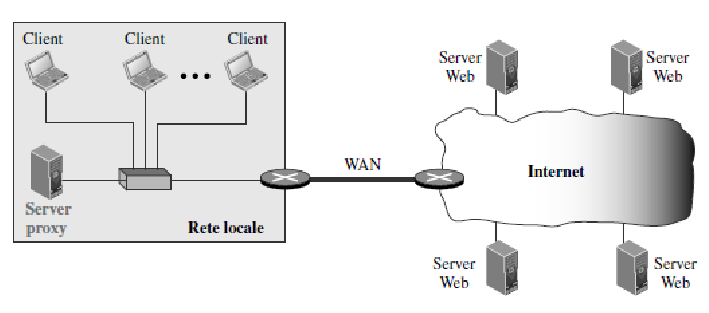 Client
Client
Client
Server
Web
Server
Web
WAN
Internet
Server
proxy
Rete locale
Server
Web
Server
Web